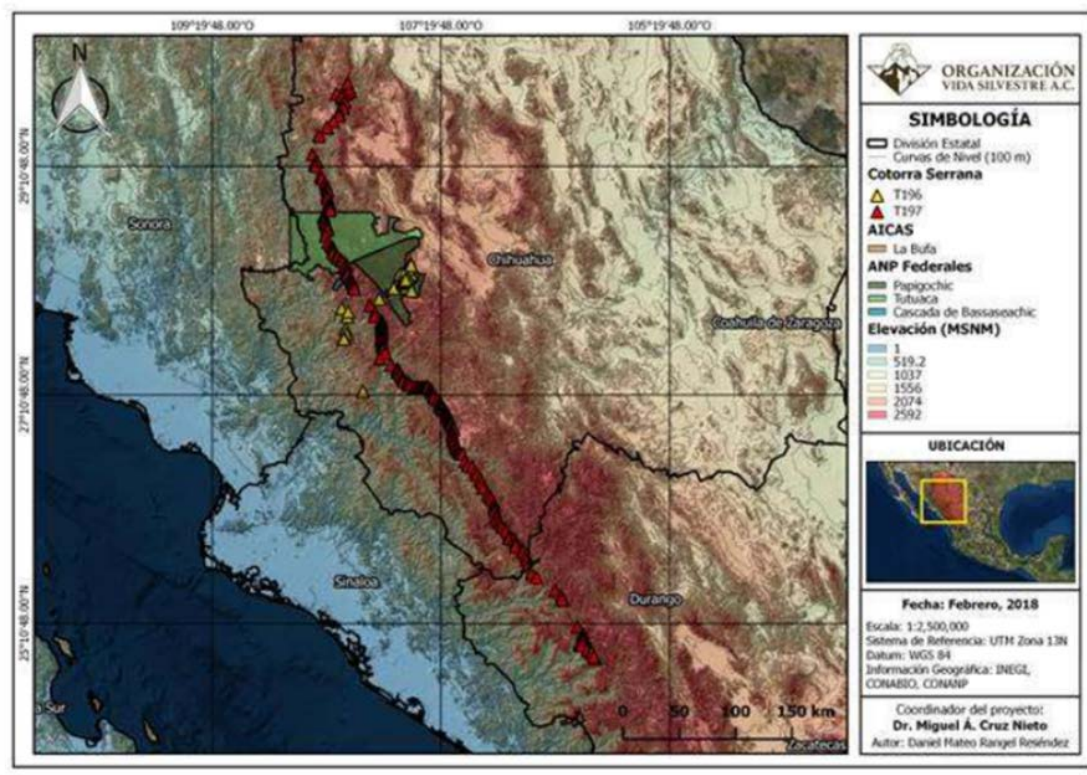 109°19'48.00"O
107°19'48.00"O
105°19'48.00"O
N
29°10'48.00"N
27°10'48.00"N
25°10'48.00"N
Sonora
Chihuahua
Coahuila de Zaragoza
Sinaloa
Durango
a Sur
Zacatecas
0 50 100 150 km
ORGANIZACIÓN
VIDA SILVESTRE A.C.
SIMBOLOGÍA
División Estatal
Curvas de Nivel (100 m)
Cotorra Serrana
T196
T197
AICAS
La Bufa
ANP Federales
Papigochic
Tutuaca
Cascada de Bassaseachic
Elevación (MSNM)
1
519.2
1037
1556
2074
2592
UBICACIÓN
Fecha: Febrero, 2018
Escala: 1:2,500,000
Sistema de Referencia: UTM Zona 13N
Datum: WGS 84
Información Geográfica: INEGI,
CONABIO, CONANP
Coordinador del proyecto:
Dr. Miguel Á. Cruz Nieto
Autor: Daniel Mateo Rangel Reséndez